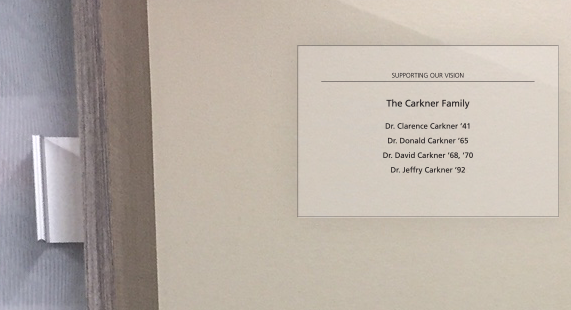 SUPPORTING OUR VISION
The Carkner Family
Dr. Clarence Carkner '41
Dr. Donald Carkner '65
Dr. David Carkner '68, '70
Dr. Jeffry Carkner '92